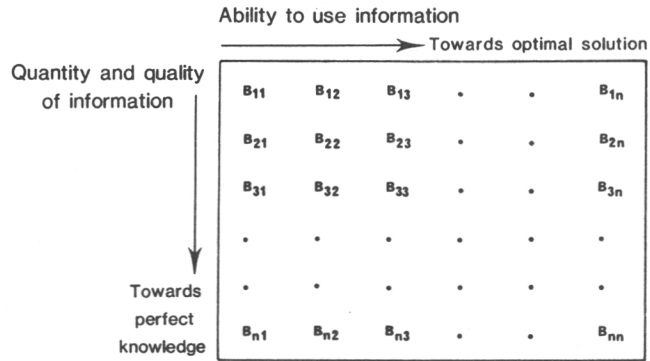 Ability to use information
Towards optimal solution
Quantity and quality
of information
B11 B12 B13 . . B1n
B21 B22 B23 . . B2n
B31 B32 B33 . . B3n
. . . . . .
. . . . . .
Towards
perfect
knowledge
Bn1 Bn2 Bn3 . . Bnn